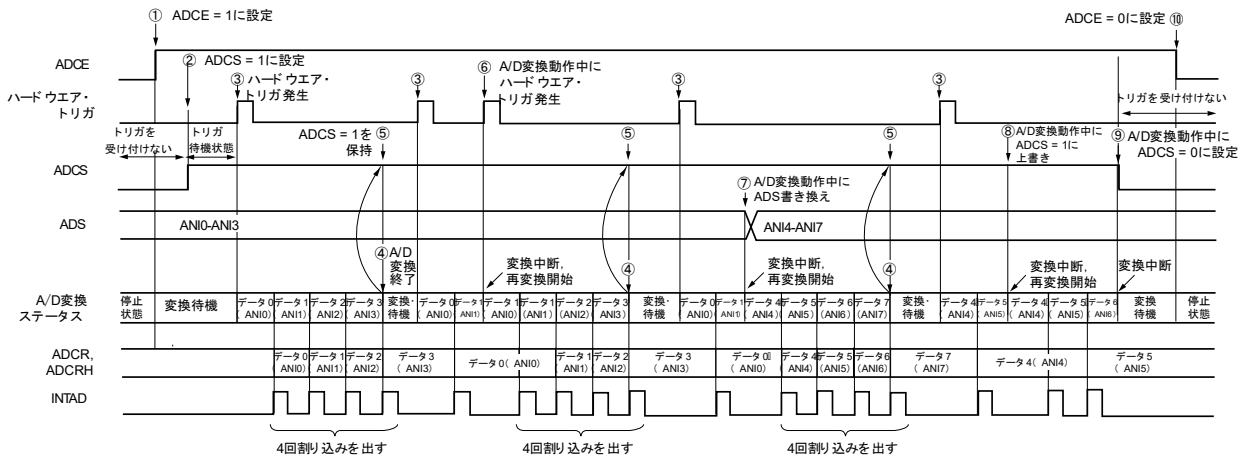 ① ADCE = 1に設定
ADCE = 0に設定 ⑩
ADCE
② ADCS = 1に設定
③ ハードウエア・
トリガ発生
③
⑥ A/D変換動作中に
ハードウエア・
トリガ発生
③
③
ハードウエア・
トリガ
トリガを
受け付けない
トリガ
待機状態
ADCS = 1を
保持
⑤
⑤
⑤
⑧ A/D変換動作中に
ADCS = 1に
上書き
トリガを受け付けない
⑨ A/D変換動作中に
ADCS = 0に設定
ADCS
⑦ A/D変換動作中に
ADS書き換え
ADS
ANI0-ANI3
ANI4-ANI7
④ A/D
変換
終了
変換中断,
再変換開始
④
変換中断,
再変換開始
④
変換中断,
再変換開始
変換中断
A/D変換
ステータス
停止
状態
変換待機
データ0
(ANI0)
データ1
(ANI1)
データ2
(ANI2)
データ3
(ANI3)
変換・
待機
データ0
(ANI0)
データ1
(ANI1)
データ0
(ANI0)
データ1
(ANI1)
データ2
(ANI2)
データ3
(ANI3)
変換・
待機
データ0
(ANI0)
データ1
(ANI1)
データ4
(ANI4)
データ5
(ANI5)
データ6
(ANI6)
データ7
(ANI7)
変換・
待機
データ4
(ANI4)
データ5
(ANI5)
データ4
(ANI4)
データ5
(ANI5)
データ6
(ANI6)
変換
待機
停止
状態
ADCR,
ADCRH
データ0
(ANI0)
データ1
(ANI1)
データ2
(ANI2)
データ3
(ANI3)
データ0(ANI0)
データ1
(ANI1)
データ2
(ANI2)
データ3
(ANI3)
データ0
(ANI0)
データ4
(ANI4)
データ5
(ANI5)
データ6
(ANI6)
データ7
(ANI7)
データ4(ANI4)
データ5
(ANI5)
INTAD
4回割り込みを出す
4回割り込みを出す
4回割り込みを出す